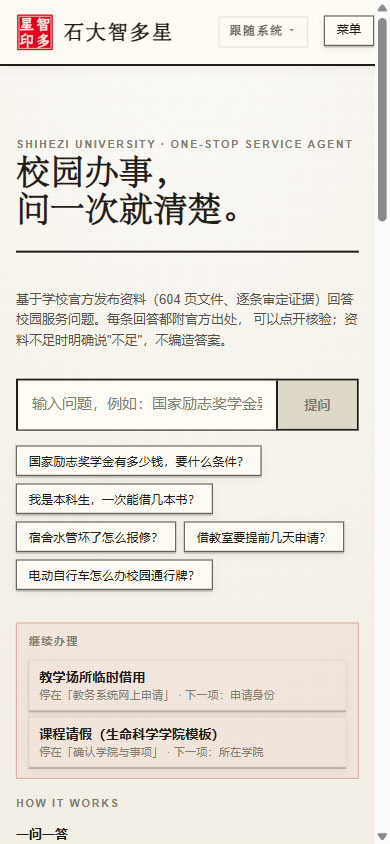 星智
印多
石大智多星
跟随系统
菜单
SHIHEZI UNIVERSITY · ONE-STOP SERVICE AGENT
校园办事，
问一次就清楚。
基于学校官方发布资料（604 页文件、逐条审定证据）回答
校园服务问题。每条回答都附官方出处， 可以点开核验；资
料不足时明确说"不足"，不编造答案。
输入问题，例如：国家励志奖学金
提问
国家励志奖学金有多少钱，要什么条件？
我是本科生，一次能借几本书？
宿舍水管坏了怎么报修？
借教室要提前几天申请？
电动自行车怎么办校园通行牌？
继续办理
教学场所临时借用
停在「教务系统网上申请」 · 下一项：申请身份
课程请假（生命科学学院模板）
停在「确认学院与事项」 · 下一项：所在学院
HOW IT WORKS
一问一答